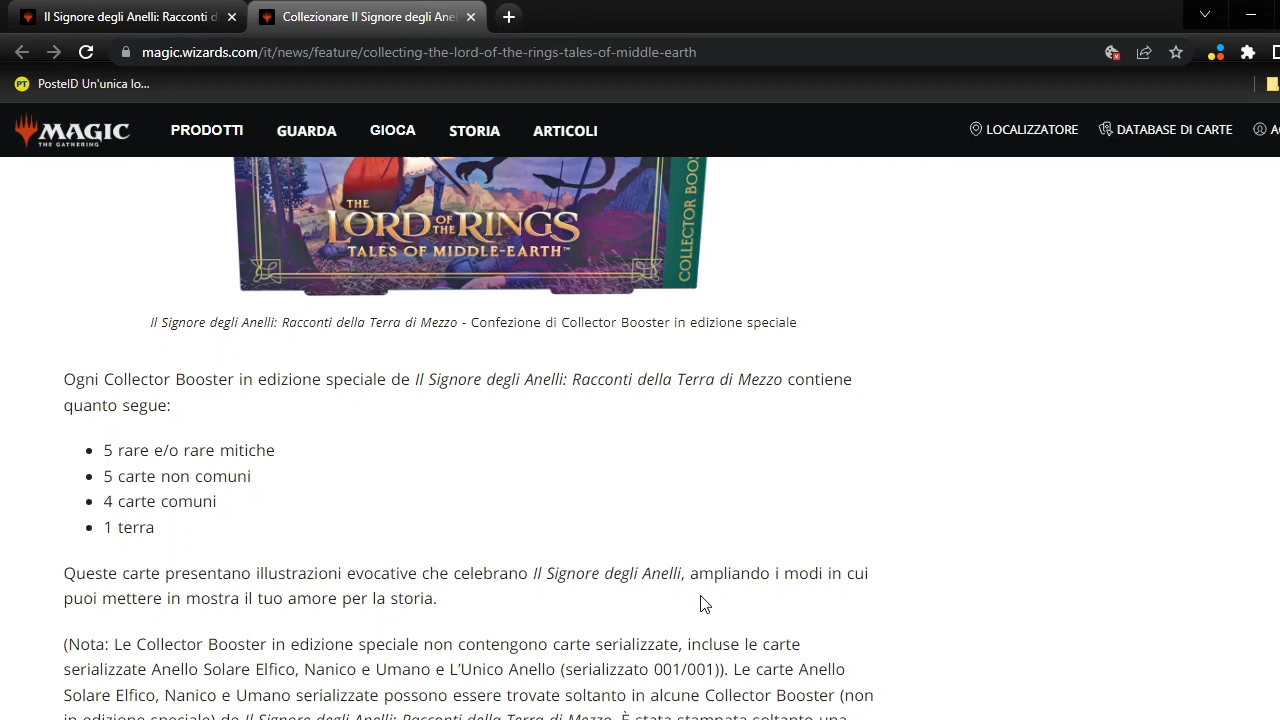 Il Signore degli Anelli: Racconti d
Collezionare Il Signore degli Anel
magic.wizards.com/it/news/feature/collecting-the-lord-of-the-rings-tales-of-middle-earth
PT PosteID Un'unica lo...
MAGIC THE GATHERING PRODOTTI GUARDA GIOCA STORIA ARTICOLI LOCALIZZATORE DATABASE DI CARTE
THE
LORD OF THE RINGS
TALES OF MIDDLE-EARTH™
COLLECTOR BOOS
Il Signore degli Anelli: Racconti della Terra di Mezzo - Confezione di Collector Booster in edizione speciale
Ogni Collector Booster in edizione speciale de Il Signore degli Anelli: Racconti della Terra di Mezzo contiene
quanto segue:
• 5 rare e/o rare mitiche
• 5 carte non comuni
• 4 carte comuni
• 1 terra
Queste carte presentano illustrazioni evocative che celebrano Il Signore degli Anelli, ampliando i modi in cui
puoi mettere in mostra il tuo amore per la storia.
(Nota: Le Collector Booster in edizione speciale non contengono carte serializzate, incluse le carte
serializzate Anello Solare Elfico, Nanico e Umano e L'Unico Anello (serializzato 001/001)). Le carte Anello
Solare Elfico, Nanico e Umano serializzate possono essere trovate soltanto in alcune Collector Booster (non
in edizione speciale) de Il Signore degli Anelli: Racconti della Terra di Mezzo. È stata stampata soltanto una